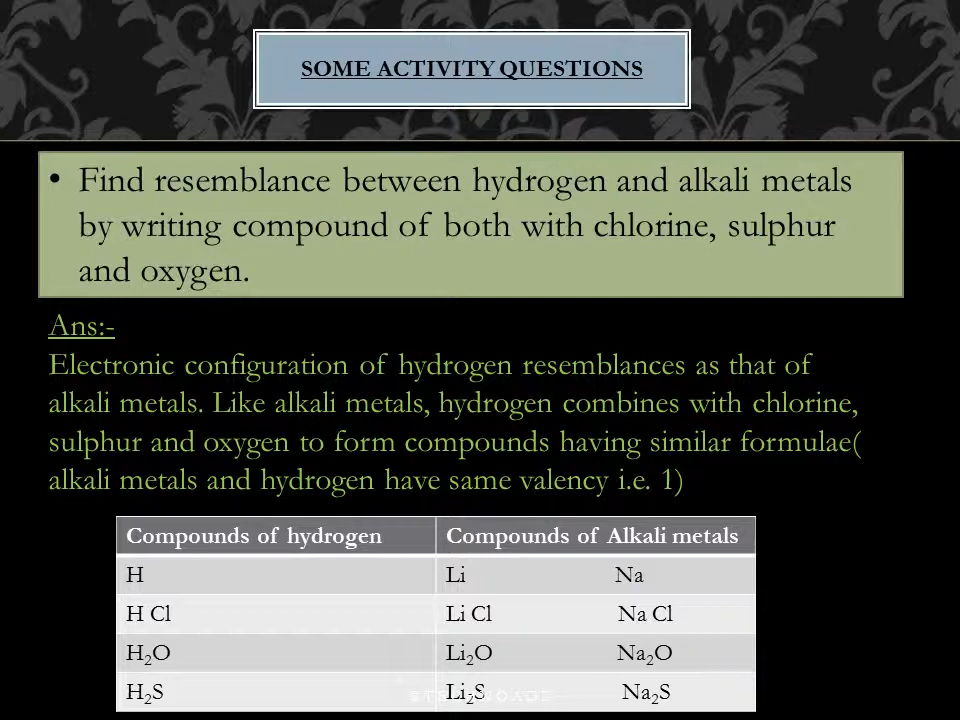 SOME ACTIVITY QUESTIONS
• Find resemblance between hydrogen and alkali metals
by writing compound of both with chlorine, sulphur
and oxygen.
Ans:-
Electronic configuration of hydrogen resemblances as that of
alkali metals. Like alkali metals, hydrogen combines with chlorine,
sulphur and oxygen to form compounds having similar formulae(
alkali metals and hydrogen have same valency i.e. 1)
Compounds of hydrogen Compounds of Alkali metals
H Li Na
H Cl Li Cl Na Cl
H₂O Li₂O Na₂O
H₂S Li₂S Na₂S